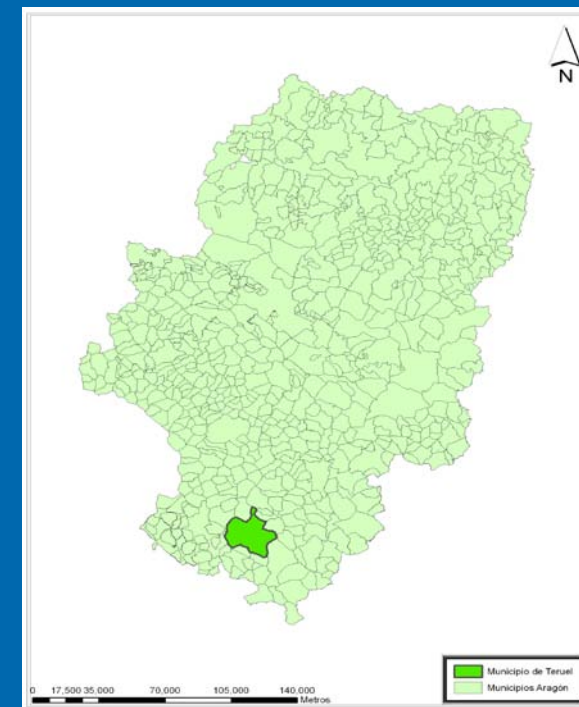 N
Municipio de Teruel
Municipios Aragón
0 17,500 35,000 70,000 105,000 140,000
Metros